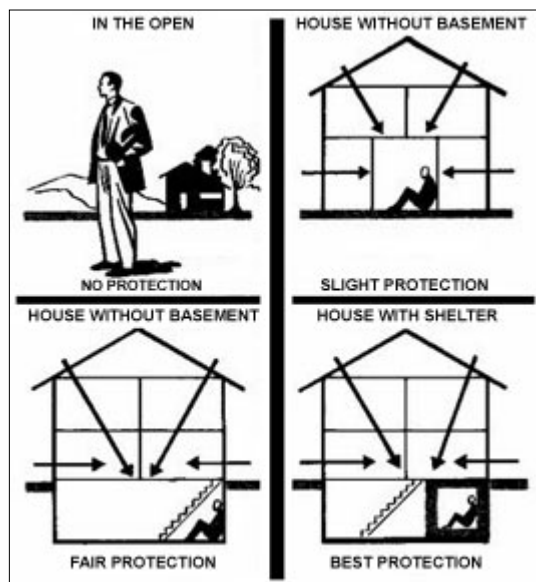 IN THE OPEN
NO PROTECTION
HOUSE WITHOUT BASEMENT
SLIGHT PROTECTION
HOUSE WITHOUT BASEMENT
FAIR PROTECTION
HOUSE WITH SHELTER
BEST PROTECTION